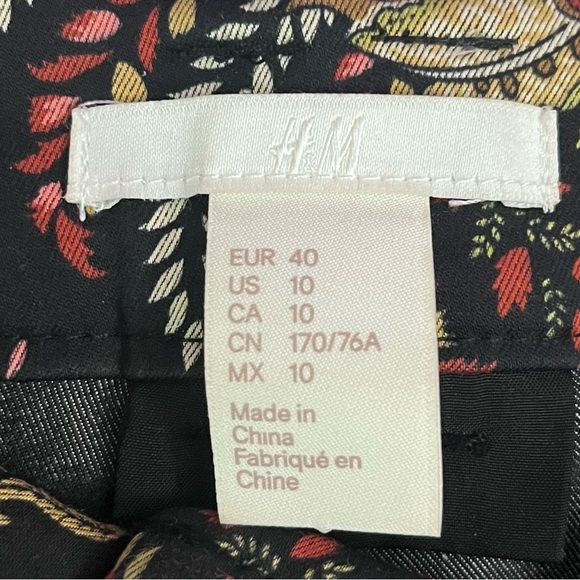 H&M
EUR 40
US 10
CA 10
CN 170/76A
MX 10
Made in
China
Fabriqué en
Chine